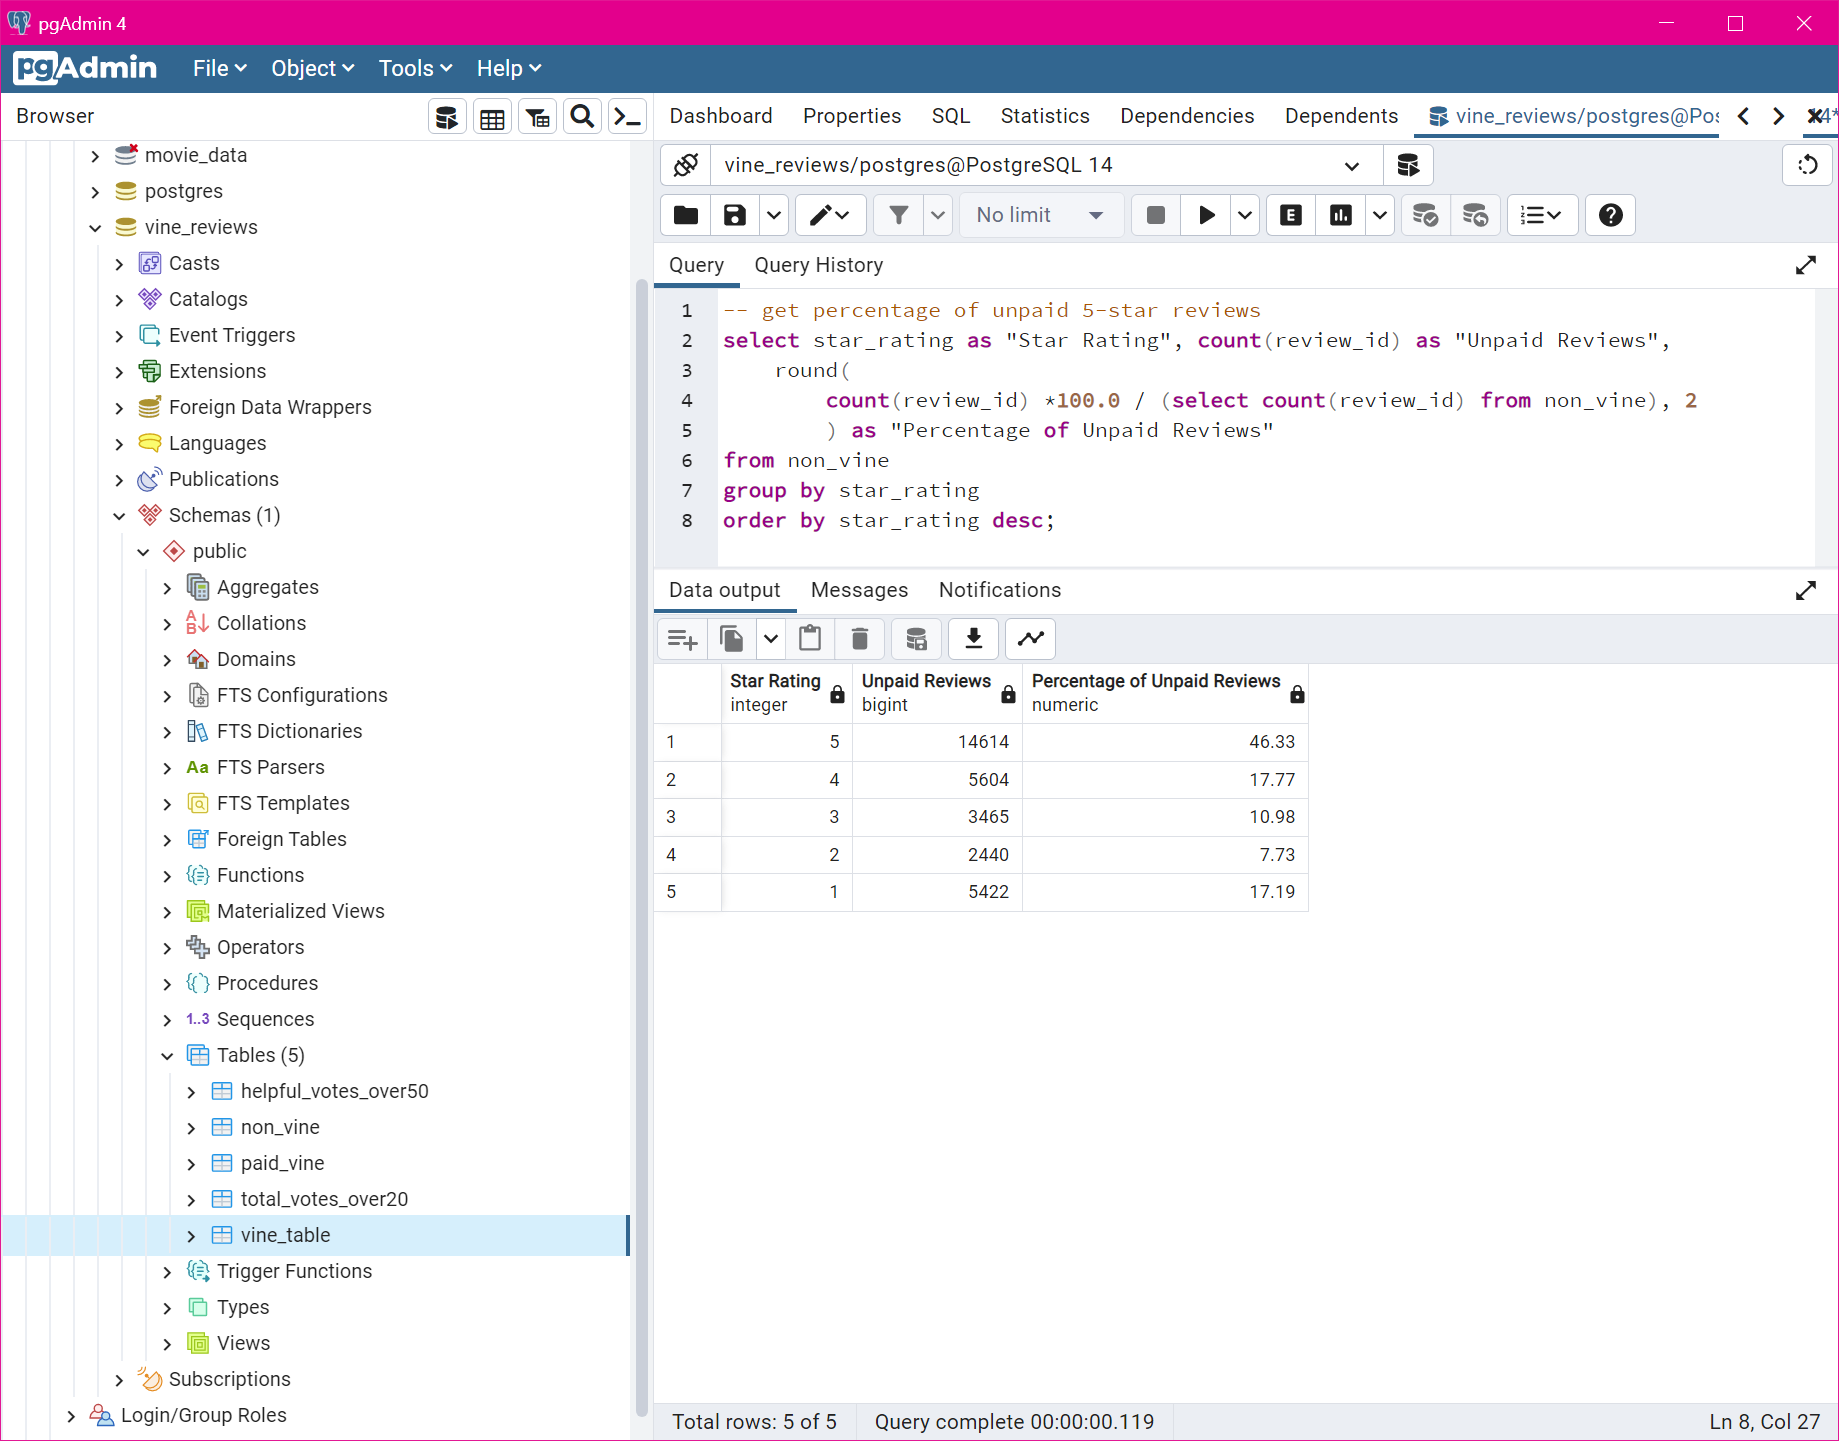 pgAdmin 4
pgAdmin File Object Tools Help
Browser
movie_data
postgres
vine_reviews
Casts
Catalogs
Event Triggers
Extensions
Foreign Data Wrappers
Languages
Publications
Schemas (1)
public
Aggregates
Collations
Domains
FTS Configurations
FTS Dictionaries
Aa FTS Parsers
FTS Templates
Foreign Tables
Functions
Materialized Views
Operators
Procedures
1..3 Sequences
Tables (5)
helpful_votes_over50
non_vine
paid_vine
total_votes_over20
vine_table
Trigger Functions
Types
Views
Subscriptions
Login/Group Roles
Dashboard Properties SQL Statistics Dependencies Dependents vine_reviews/postgres@Pos 14*
vine_reviews/postgres@PostgreSQL 14
No limit E
Query Query History
1 -- get percentage of unpaid 5-star reviews
2 select star_rating as "Star Rating", count(review_id) as "Unpaid Reviews",
3 round(
4 count(review_id) *100.0 / (select count(review_id) from non_vine), 2
5 ) as "Percentage of Unpaid Reviews"
6 from non_vine
7 group by star_rating
8 order by star_rating desc;
Data output Messages Notifications
Star Rating Unpaid Reviews Percentage of Unpaid Reviews
integer bigint numeric
1 5 14614 46.33
2 4 5604 17.77
3 3 3465 10.98
4 2 2440 7.73
5 1 5422 17.19
Total rows: 5 of 5 Query complete 00:00:00.119 Ln 8, Col 27